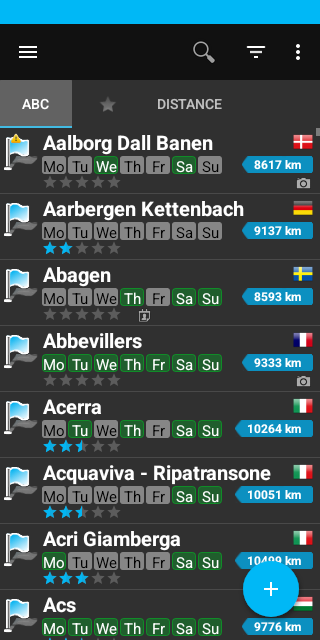 ABC DISTANCE
Aalborg Dall Banen
Mo Tu We Th Fr Sa Su 8617 km
Aarbergen Kettenbach
Mo Tu We Th Fr Sa Su 9137 km
Abagen
Mo Tu We Th Fr Sa Su 8593 km
Abbevillers
Mo Tu We Th Fr Sa Su 9333 km
Acerra
Mo Tu We Th Fr Sa Su 10264 km
Acquaviva - Ripatransone
Mo Tu We Th Fr Sa Su 10051 km
Acri Giamberga
Mo Tu We Th Fr Sa Su 10499 km
Acs
Mo Tu We Th Fr Sa Su 9776 km